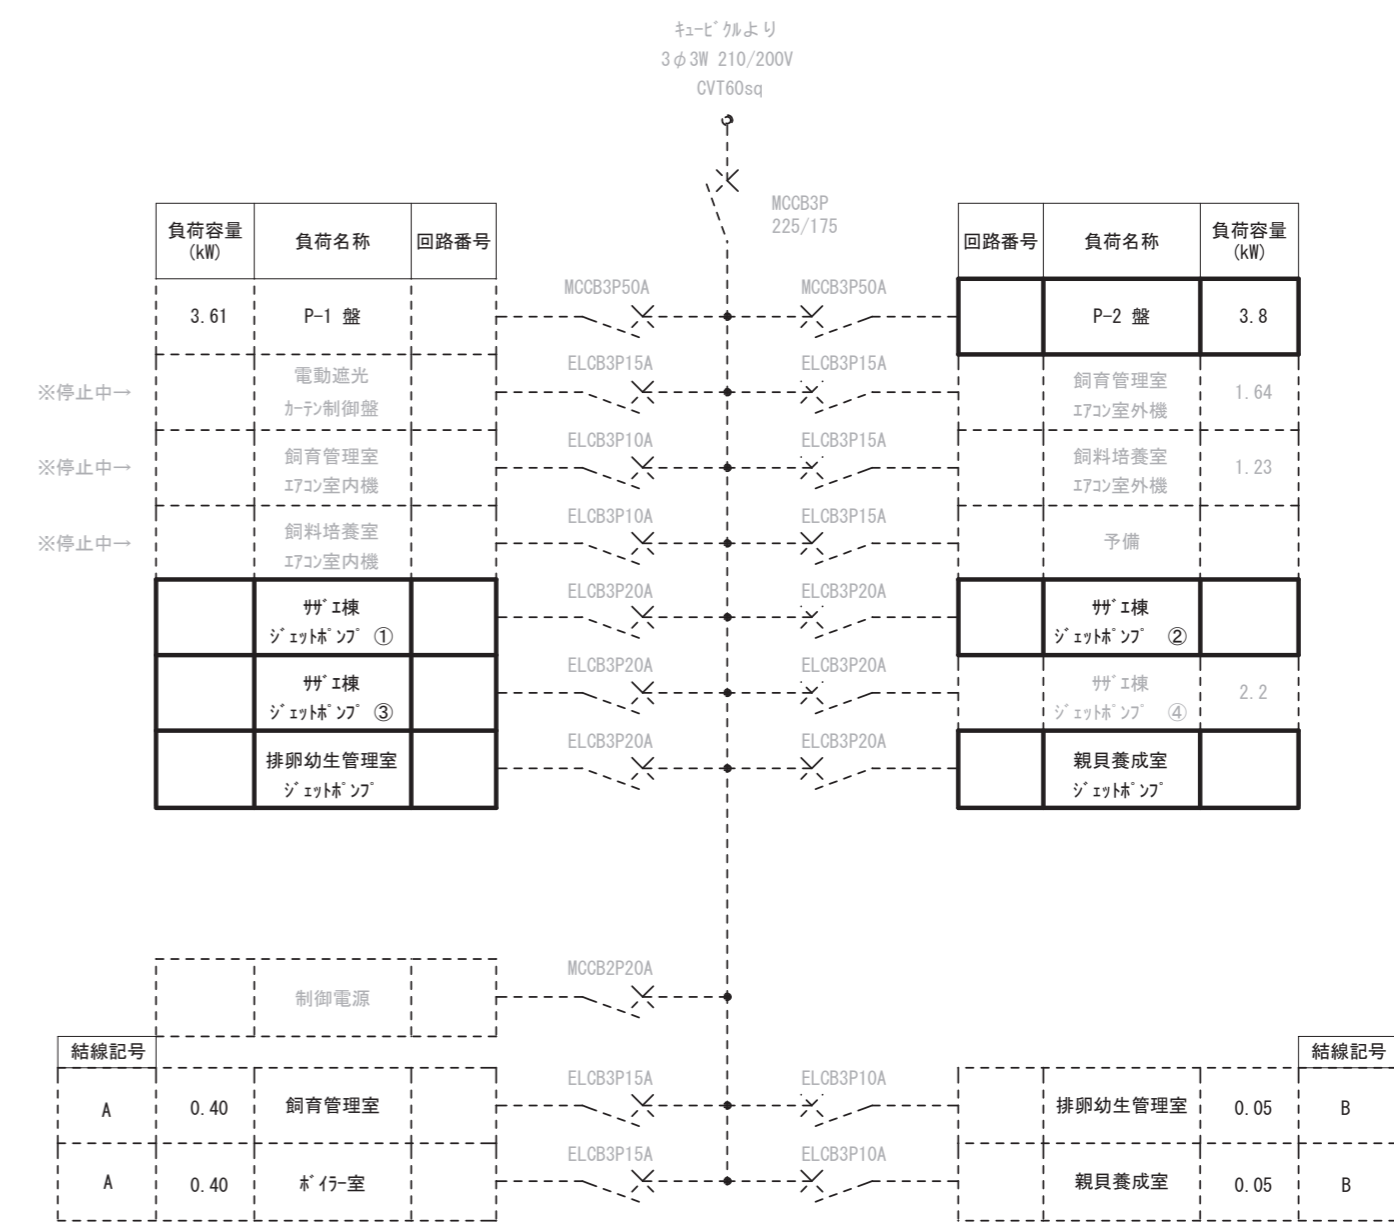 ｷｭｰﾋﾞｸﾙより
3φ3W 210/200V
CVT60sq
MCCB3P
225/175
負荷容量
(kW)
負荷名称
回路番号
回路番号
負荷名称
負荷容量
(kW)
3.61
P-1 盤
MCCB3P50A
MCCB3P50A
P-2 盤
3.8
※停止中→
電動遮光
ｶｰﾃﾝ制御盤
ELCB3P15A
ELCB3P15A
飼育管理室
ｴｱｺﾝ室外機
1.64
※停止中→
飼育管理室
ｴｱｺﾝ室内機
ELCB3P10A
ELCB3P15A
飼料培養室
ｴｱｺﾝ室外機
1.23
※停止中→
飼料培養室
ｴｱｺﾝ室内機
ELCB3P10A
ELCB3P15A
予備
ｻｻﾞｴ棟
ｼﾞｪｯﾄﾎﾟﾝﾌﾟ ①
ELCB3P20A
ELCB3P20A
ｻｻﾞｴ棟
ｼﾞｪｯﾄﾎﾟﾝﾌﾟ ②
ｻｻﾞｴ棟
ｼﾞｪｯﾄﾎﾟﾝﾌﾟ ③
ELCB3P20A
ELCB3P20A
ｻｻﾞｴ棟
ｼﾞｪｯﾄﾎﾟﾝﾌﾟ ④
2.2
排卵幼生管理室
ｼﾞｪｯﾄﾎﾟﾝﾌﾟ
ELCB3P20A
ELCB3P20A
親貝養成室
ｼﾞｪｯﾄﾎﾟﾝﾌﾟ
制御電源
MCCB2P20A
結線記号
結線記号
A
0.40
飼育管理室
ELCB3P15A
ELCB3P10A
排卵幼生管理室
0.05
B
A
0.40
ﾎﾞｲﾗｰ室
ELCB3P15A
ELCB3P10A
親貝養成室
0.05
B